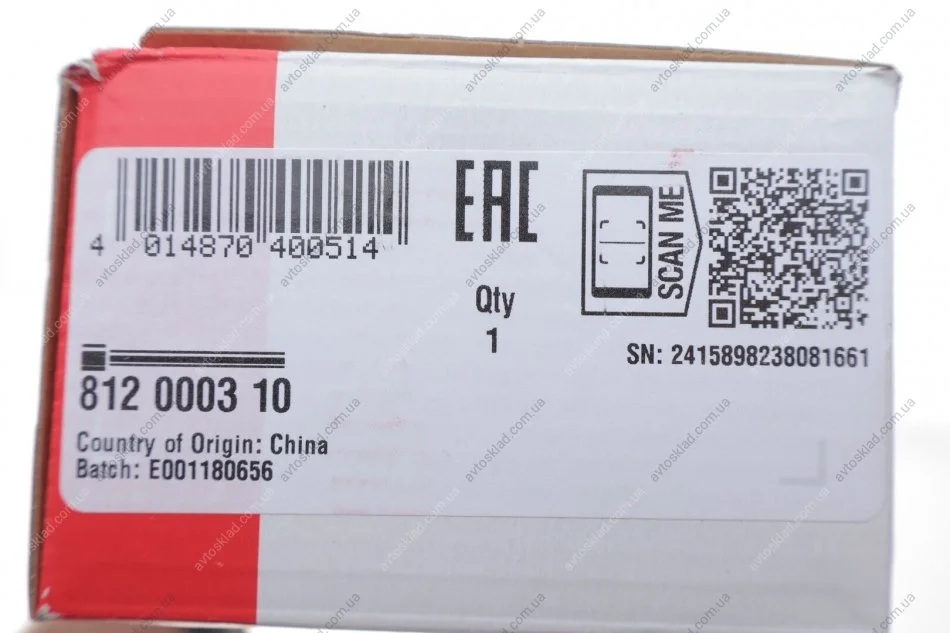 4 014870 400514
EAC
SCAN ME
Qty
1
SN: 2415898238081661
812 0003 10
Country of Origin: China
Batch: E001180656
avtosklad.com.ua